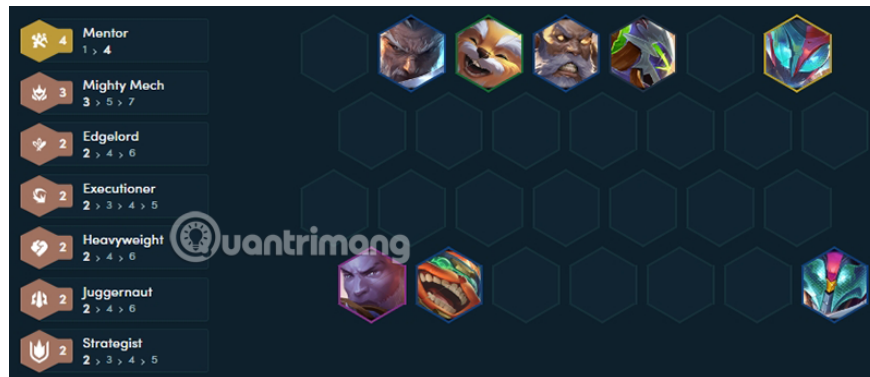 4 Mentor
1 > 4
3 Mighty Mech
3 > 5 > 7
2 Edgelord
2 > 4 > 6
2 Executioner
2 > 3 > 4 > 5
2 Heavyweight
2 > 4 > 6
uantrimang
2 Juggernaut
2 > 4 > 6
2 Strategist
2 > 3 > 4 > 5